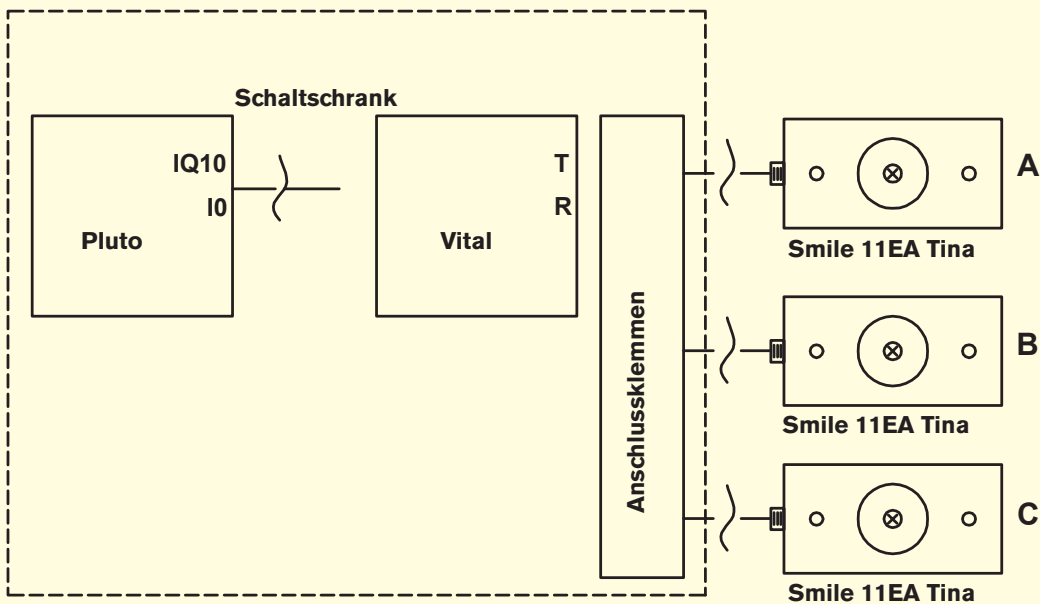 Schaltschrank
IQ10
I0
Pluto
T
R
Vital
Anschlussklemmen
A
Smile 11EA Tina
B
Smile 11EA Tina
C
Smile 11EA Tina